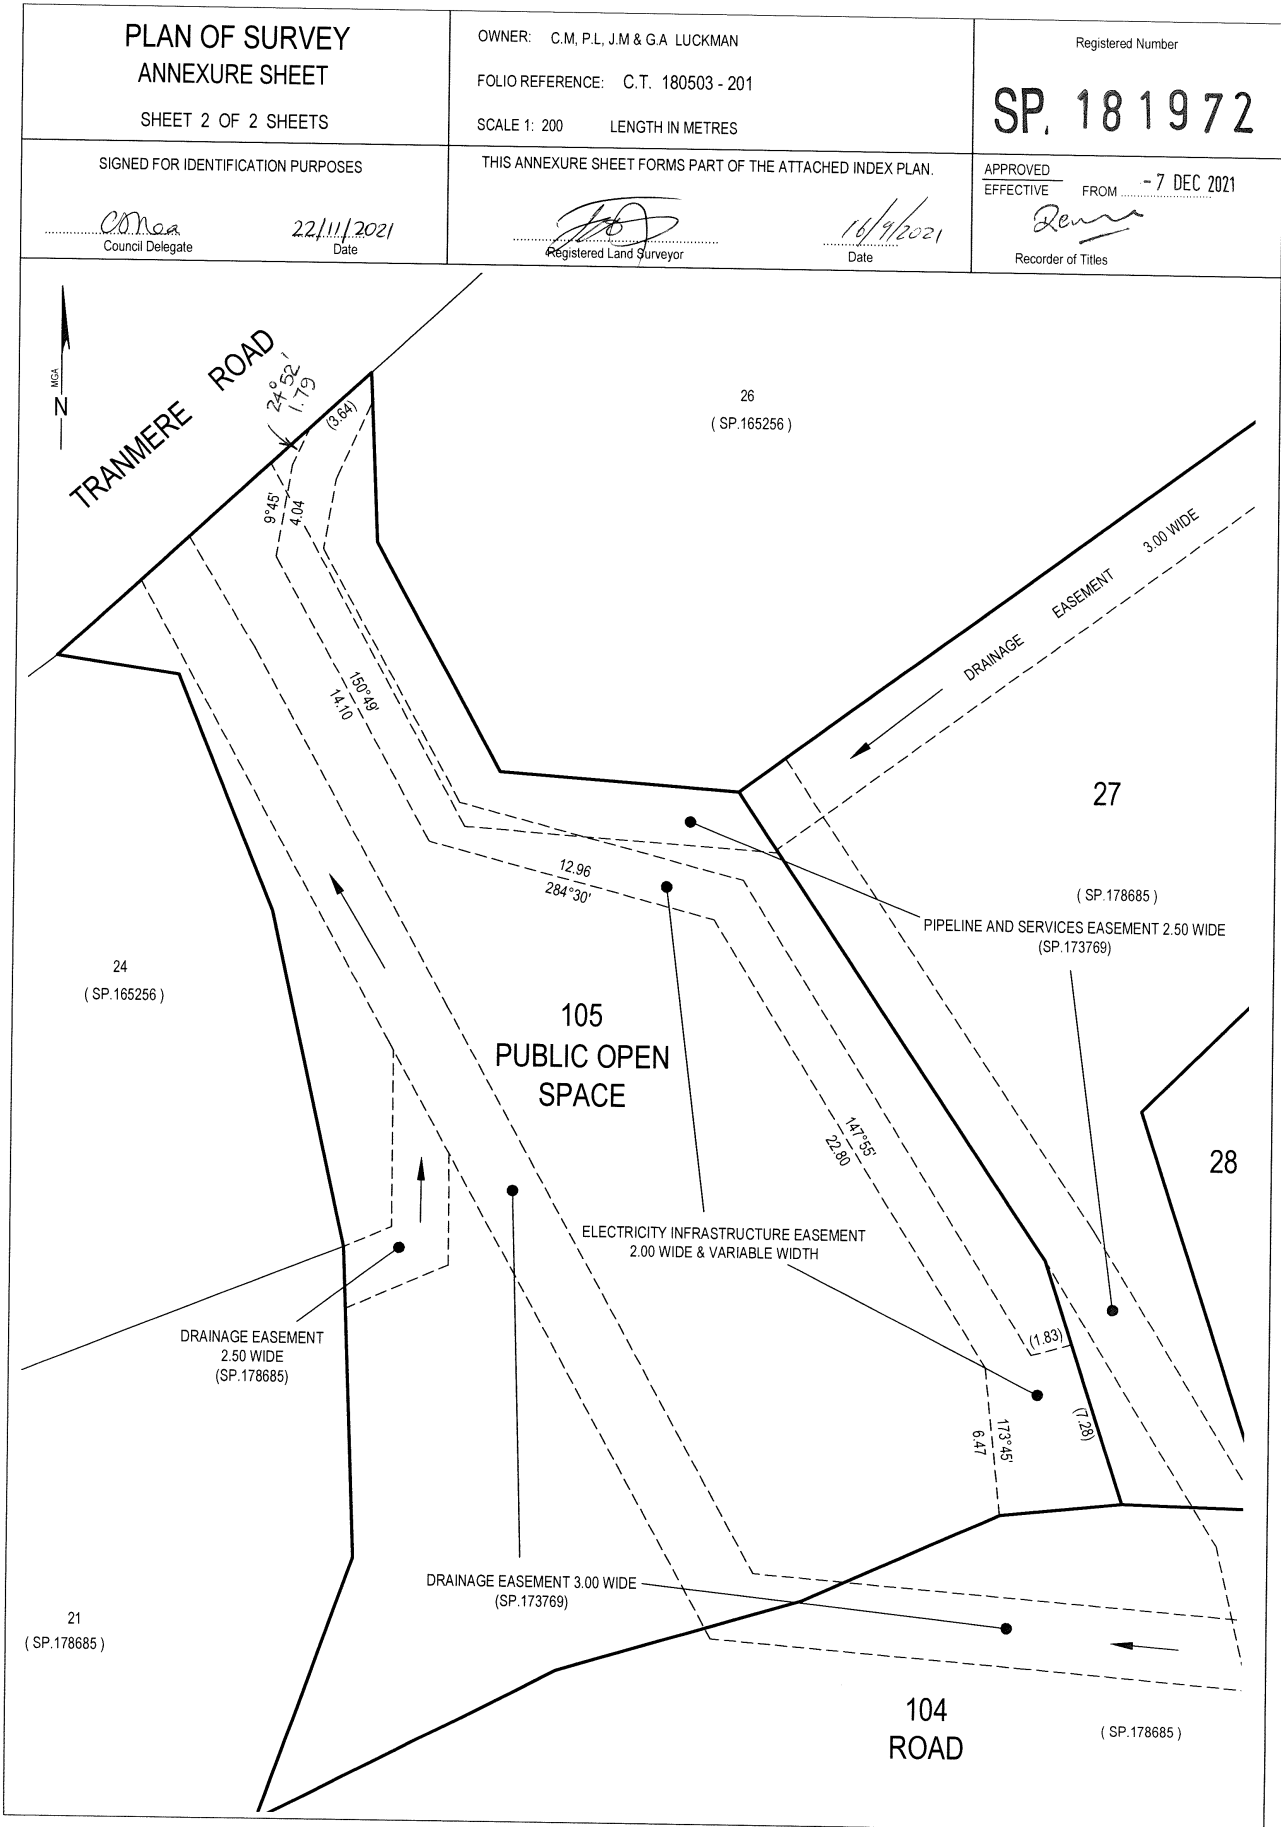 PLAN OF SURVEY
ANNEXURE SHEET
SHEET 2 OF 2 SHEETS
OWNER: C.M, P.L, J.M & G.A LUCKMAN
FOLIO REFERENCE: C.T. 180503 - 201
SCALE 1: 200 LENGTH IN METRES
Registered Number
SP. 181972
SIGNED FOR IDENTIFICATION PURPOSES
22/11/2021
Council Delegate Date
THIS ANNEXURE SHEET FORMS PART OF THE ATTACHED INDEX PLAN.
16/9/2021
Registered Land Surveyor Date
APPROVED
EFFECTIVE FROM - 7 DEC 2021
Recorder of Titles
MGA
N
TRANMERE ROAD
24°52'
1.79
(3.64)
9°45'
4.04
26
( SP.165256 )
DRAINAGE EASEMENT 3.00 WIDE
150°49'
14.10
27
( SP.178685 )
12.96
284°30'
PIPELINE AND SERVICES EASEMENT 2.50 WIDE
(SP.173769)
24
( SP.165256 )
105
PUBLIC OPEN
SPACE
147°55'
22.80
28
ELECTRICITY INFRASTRUCTURE EASEMENT
2.00 WIDE & VARIABLE WIDTH
DRAINAGE EASEMENT
2.50 WIDE
(SP.178685)
(1.83)
(7.28)
173°45'
6.47
DRAINAGE EASEMENT 3.00 WIDE
(SP.173769)
21
( SP.178685 )
104
ROAD
( SP.178685 )